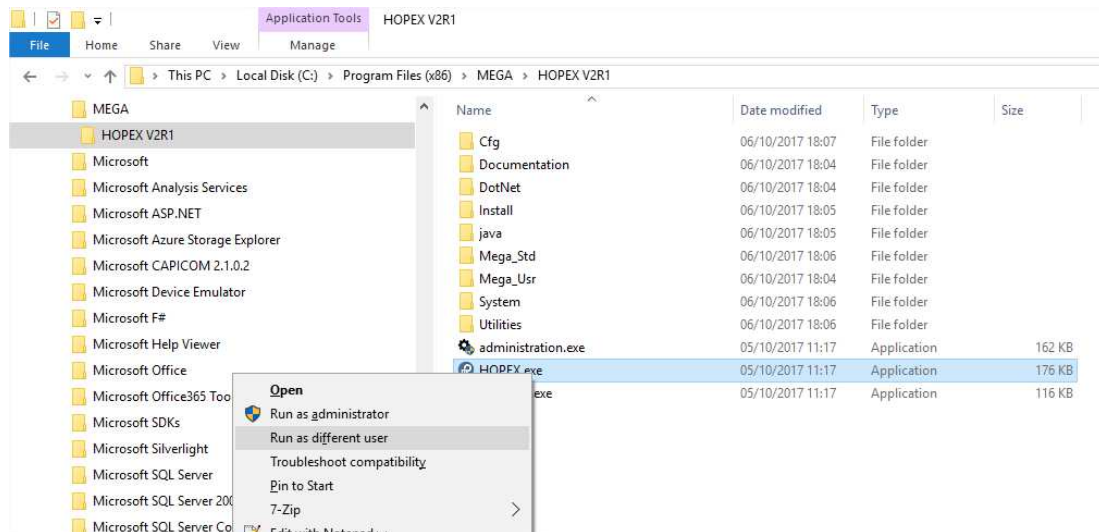 Application Tools HOPEX V2R1
File Home Share View Manage
This PC > Local Disk (C:) > Program Files (x86) > MEGA > HOPEX V2R1
MEGA
HOPEX V2R1
Microsoft
Microsoft Analysis Services
Microsoft ASP.NET
Microsoft Azure Storage Explorer
Microsoft CAPICOM 2.1.0.2
Microsoft Device Emulator
Microsoft F#
Microsoft Help Viewer
Microsoft Office
Microsoft Office365 Too
Microsoft SDKs
Microsoft Silverlight
Microsoft SQL Server
Microsoft SQL Server 200
Microsoft SQL Server Co
Name Date modified Type Size
Cfg 06/10/2017 18:07 File folder
Documentation 06/10/2017 18:04 File folder
DotNet 06/10/2017 18:04 File folder
Install 06/10/2017 18:05 File folder
java 06/10/2017 18:05 File folder
Mega_Std 06/10/2017 18:06 File folder
Mega_Usr 06/10/2017 18:04 File folder
System 06/10/2017 18:06 File folder
Utilities 06/10/2017 18:06 File folder
administration.exe 05/10/2017 11:17 Application 162 KB
HOPEX.exe 05/10/2017 11:17 Application 176 KB
exe 05/10/2017 11:17 Application 116 KB
Open
Run as administrator
Run as different user
Troubleshoot compatibility
Pin to Start
7-Zip
Edit with Notepad++